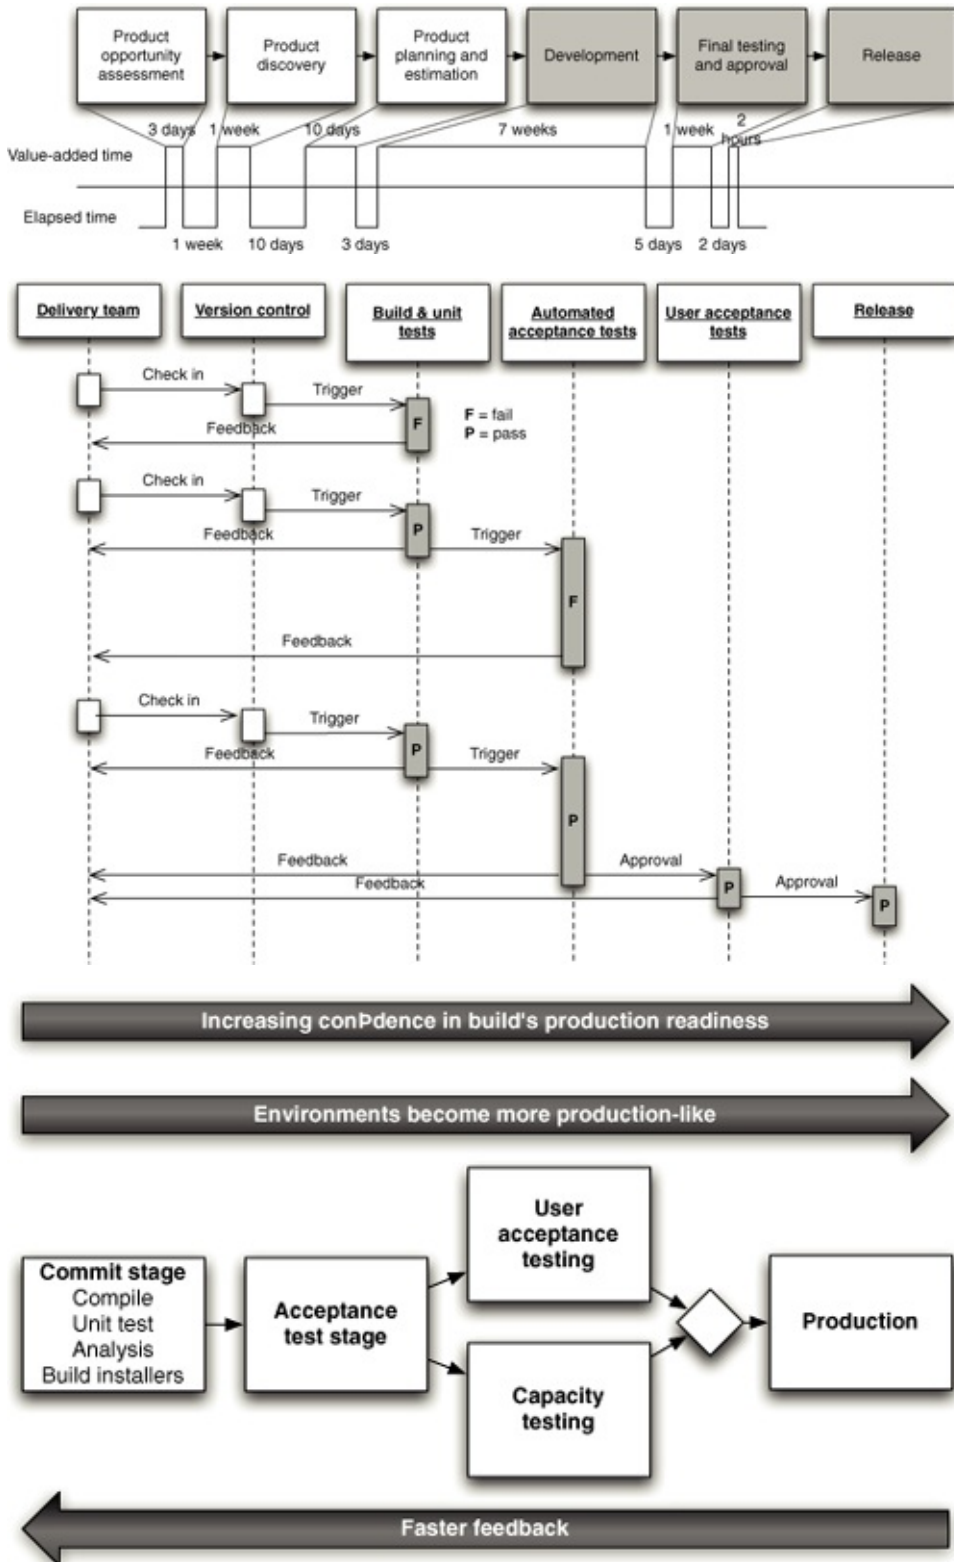 Product
opportunity
assessment
Product
discovery
Product
planning and
estimation
Development
Final testing
and approval
Release
3 days
1 week
10 days
7 weeks
1 week
2
hours
Value-added time
Elapsed time
1 week
10 days
3 days
5 days
2 days
Delivery team
Version control
Build & unit
tests
Automated
acceptance tests
User acceptance
tests
Release
Check in
Trigger
F
F = fail
P = pass
Feedback
Check in
Trigger
P
Feedback
Trigger
F
Feedback
Check in
Trigger
P
Feedback
Trigger
P
Feedback
Approval
Feedback
P
Approval
P
Increasing conÞdence in build's production readiness
Environments become more production-like
Commit stage
Compile
Unit test
Analysis
Build installers
Acceptance
test stage
User
acceptance
testing
Capacity
testing
Production
Faster feedback